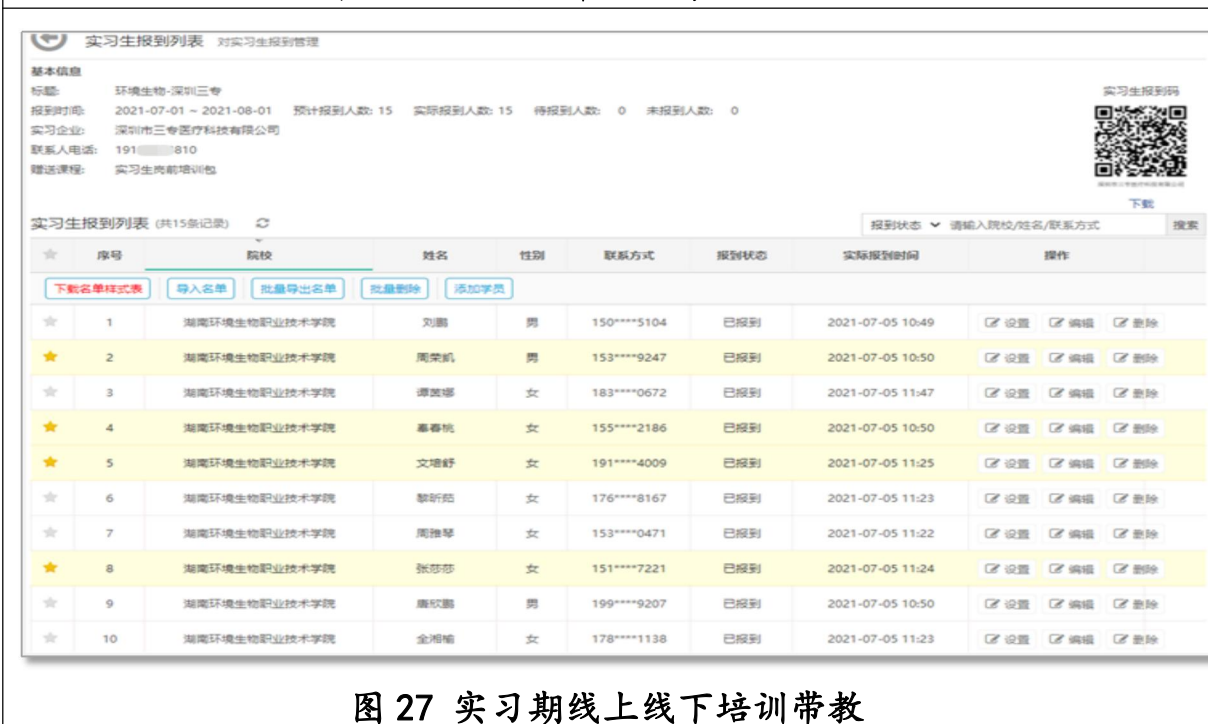 实习生报到列表 对实习生报到管理
基本信息
标题: 环境生物-深圳三专
实习生报到码
报到时间: 2021-07-01 ~ 2021-08-01 预计报到人数: 15 实际报到人数: 15 待报到人数: 0 未报到人数: 0
实习企业: 深圳市三专医疗科技有限公司
联系人电话: 191 810
赠送课程: 实习生岗前培训包
下载
实习生报到列表 (共15条记录) 报到状态 请输入院校/姓名/联系方式 搜索
序号 院校 姓名 性别 联系方式 报到状态 实际报到时间 操作
下载名单样式表 导入名单 批量导出名单 批量删除 添加学员
1 湖南环境生物职业技术学院 刘鹏 男 150****5104 已报到 2021-07-05 10:49 设置 编辑 删除
2 湖南环境生物职业技术学院 周荣凯 男 153****9247 已报到 2021-07-05 10:50 设置 编辑 删除
3 湖南环境生物职业技术学院 谭茜娜 女 183****0672 已报到 2021-07-05 11:47 设置 编辑 删除
4 湖南环境生物职业技术学院 春桃 女 155****2186 已报到 2021-07-05 10:50 设置 编辑 删除
5 湖南环境生物职业技术学院 文培舒 女 191****4009 已报到 2021-07-05 11:25 设置 编辑 删除
6 湖南环境生物职业技术学院 黎昕茹 女 176****8167 已报到 2021-07-05 11:23 设置 编辑 删除
7 湖南环境生物职业技术学院 周雅琴 女 153****0471 已报到 2021-07-05 11:22 设置 编辑 删除
8 湖南环境生物职业技术学院 张莎莎 女 151****7221 已报到 2021-07-05 11:24 设置 编辑 删除
9 湖南环境生物职业技术学院 唐欣鹏 男 199****9207 已报到 2021-07-05 10:50 设置 编辑 删除
10 湖南环境生物职业技术学院 全湘榆 女 178****1138 已报到 2021-07-05 11:23 设置 编辑 删除
图 27 实习期线上线下培训带教